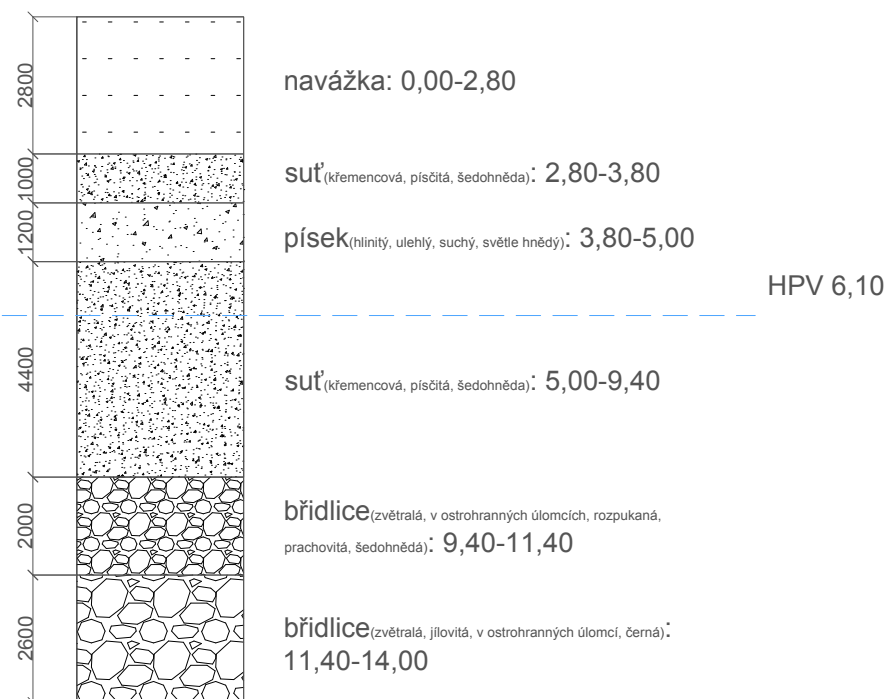 2800
navážka: 0,00-2,80
1000
suť(křemencová, písčitá, šedohněda): 2,80-3,80
1200
písek(hlinitý, ulehlý, suchý, světle hnědý): 3,80-5,00
HPV 6,10
4400
suť(křemencová, písčitá, šedohněda): 5,00-9,40
2000
břidlice(zvětralá, v ostrohranných úlomcích, rozpukaná,
prachovitá, šedohnědá): 9,40-11,40
2600
břidlice(zvětralá, jílovitá, v ostrohranných úlomcí, černá):
11,40-14,00